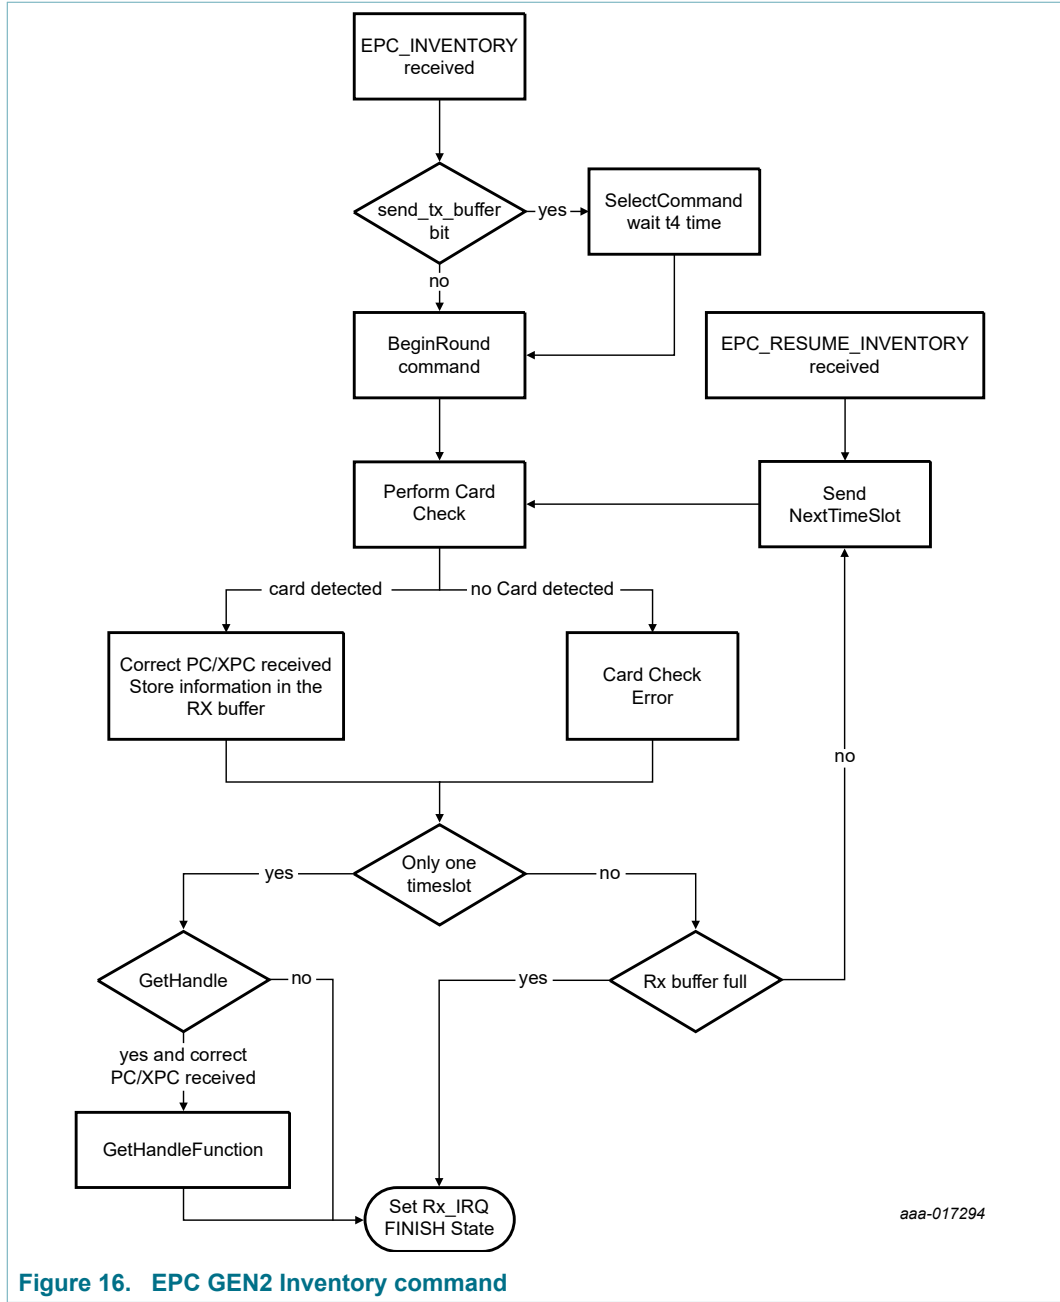 EPC_INVENTORY
received
send_tx_buffer
bit
yes
SelectCommand
wait t4 time
no
BeginRound
command
EPC_RESUME_INVENTORY
received
Perform Card
Check
Send
NextTimeSlot
card detected
no Card detected
Correct PC/XPC received
Store information in the
RX buffer
Card Check
Error
no
Only one
timeslot
yes
no
GetHandle
no
yes
Rx buffer full
yes and correct
PC/XPC received
GetHandleFunction
Set Rx_IRQ
FINISH State
aaa-017294
Figure 16. EPC GEN2 Inventory command